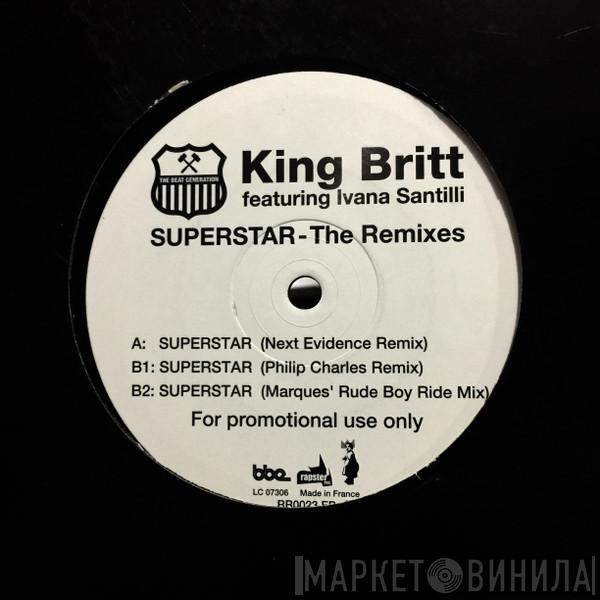 THE BEAT GENERATION
King Britt
featuring Ivana Santilli
SUPERSTAR - The Remixes
A: SUPERSTAR (Next Evidence Remix)
B1: SUPERSTAR (Philip Charles Remix)
B2: SUPERSTAR (Marques' Rude Boy Ride Mix)
For promotional use only
bbe rapster
LC 07306 Made in France
RR0023 EP
МАРКЕТ ВИНИЛА